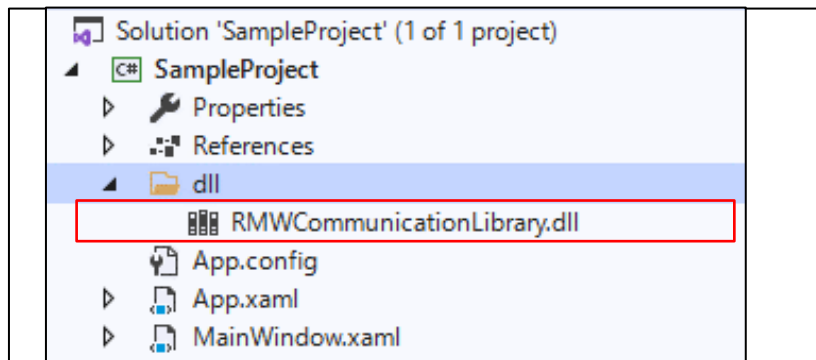 Solution 'SampleProject' (1 of 1 project)
C# SampleProject
Properties
References
dll
RMWCommunicationLibrary.dll
App.config
App.xaml
MainWindow.xaml